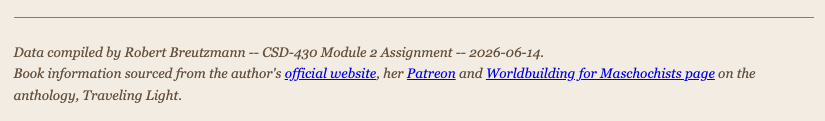 Data compiled by Robert Breutzmann -- CSD-430 Module 2 Assignment -- 2026-06-14.
Book information sourced from the author's official website, her Patreon and Worldbuilding for Maschochists page on the
anthology, Traveling Light.